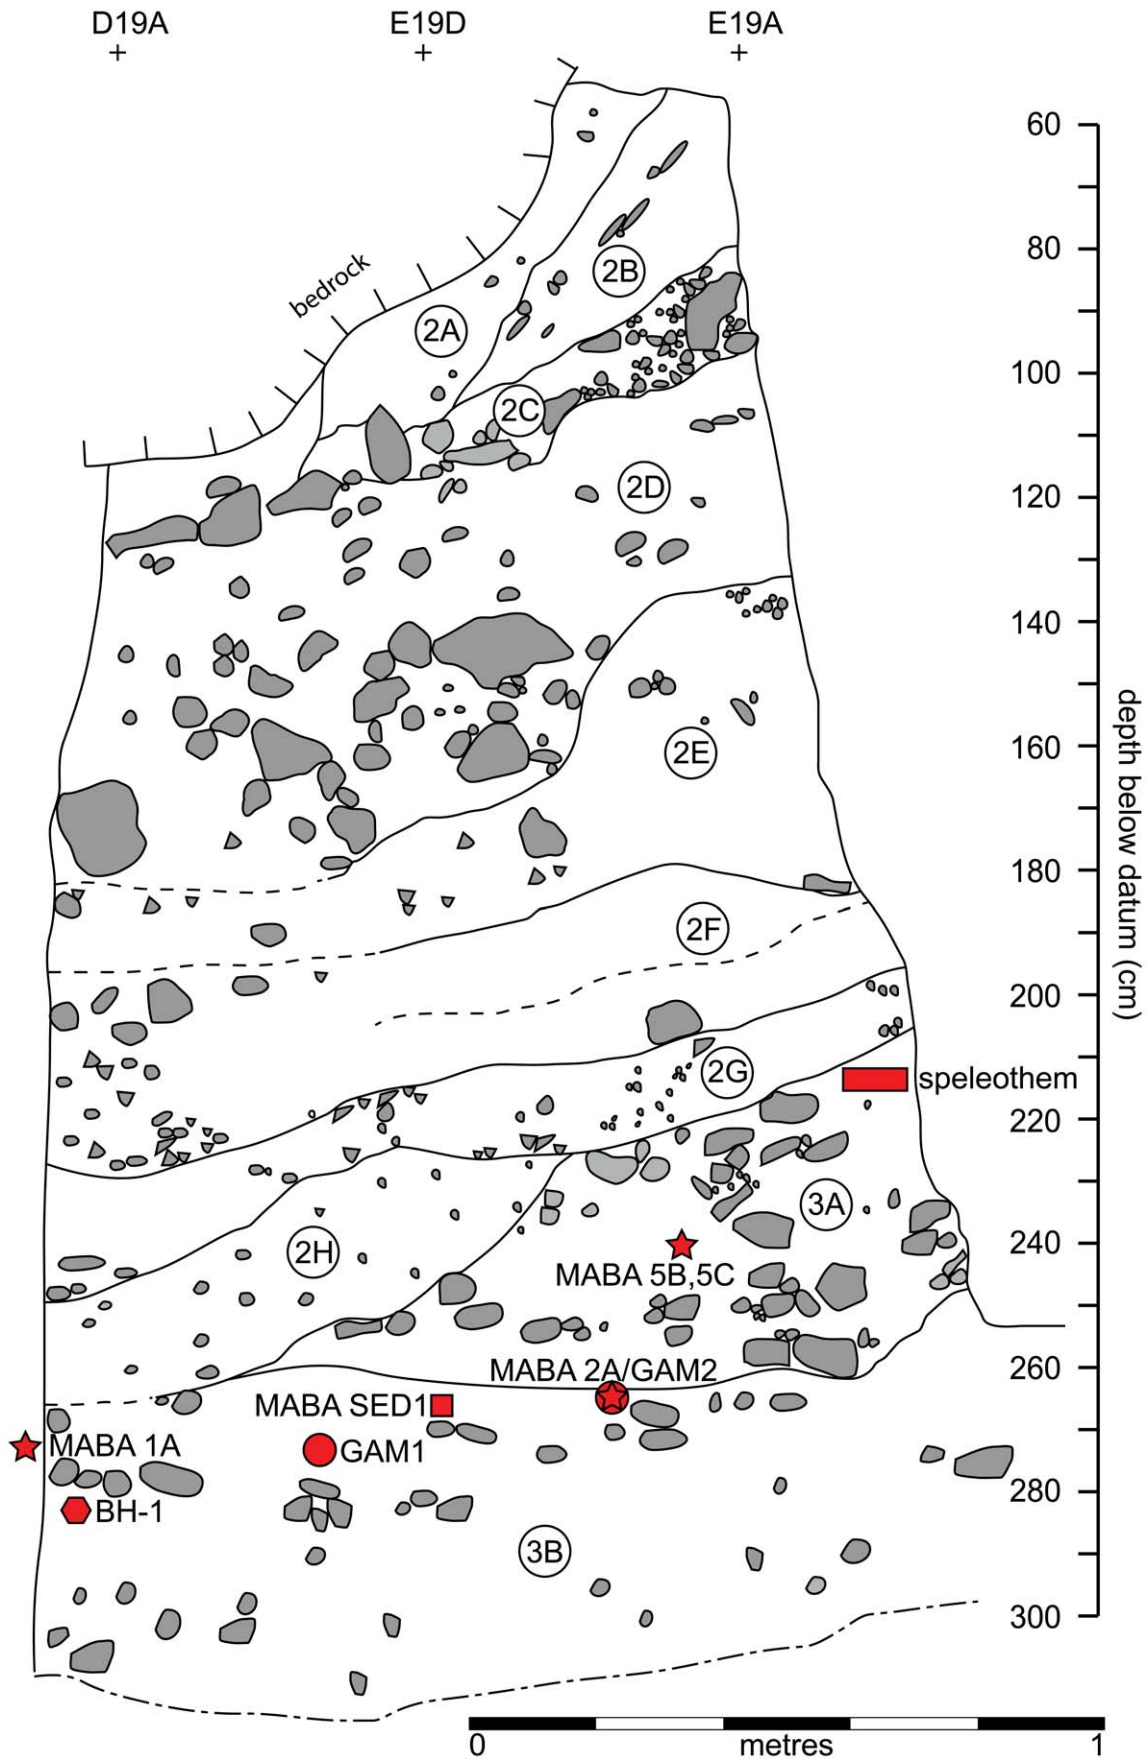 D19A E19D E19A
+ + +
60
80
2B
bedrock
2A
100
2C
2D
120
140
depth below datum (cm)
2E
160
180
2F
200
2G
speleothem
220
3A
2H
240
MABA 5B,5C
260
MABA 2A/GAM2
MABA SED1
MABA 1A
GAM1
280
BH-1
3B
300
0 metres 1